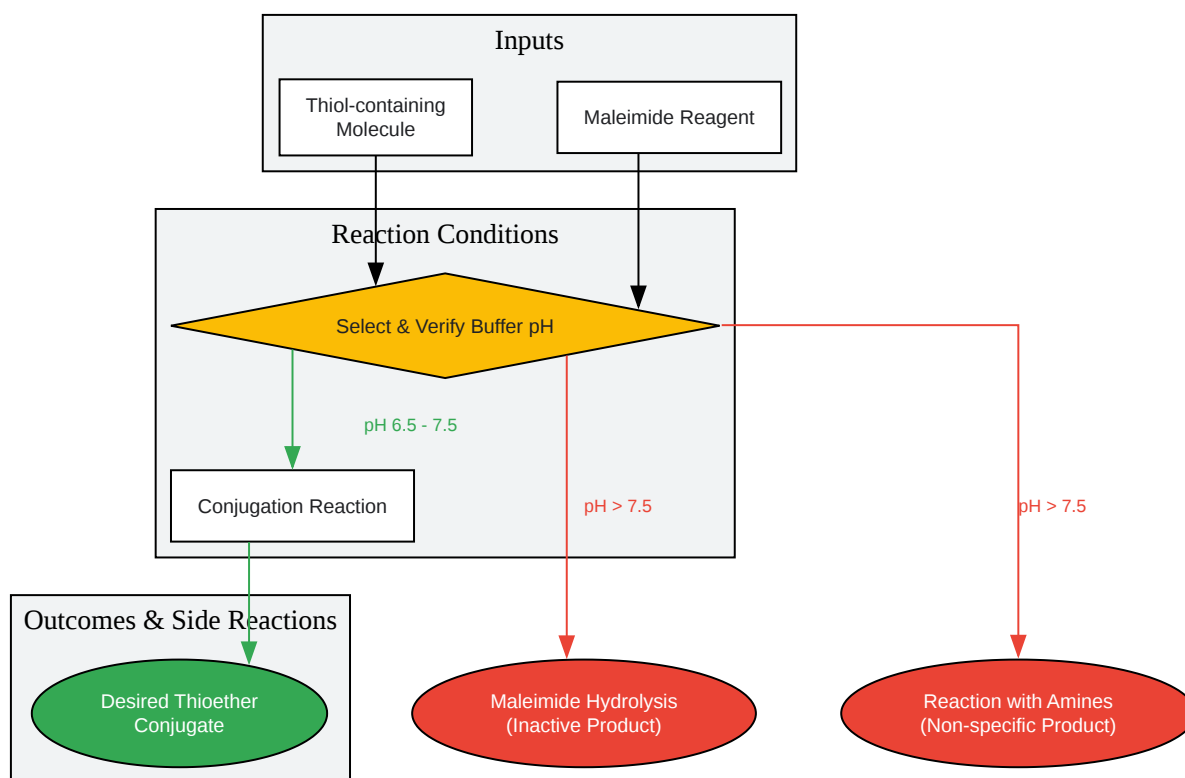 Inputs
Thiol-containing
Molecule
Maleimide Reagent
Reaction Conditions
Select & Verify Buffer pH
pH 6.5 - 7.5
Conjugation Reaction
pH > 7.5
pH > 7.5
Outcomes & Side Reactions
Desired Thioether
Conjugate
Maleimide Hydrolysis
(Inactive Product)
Reaction with Amines
(Non-specific Product)